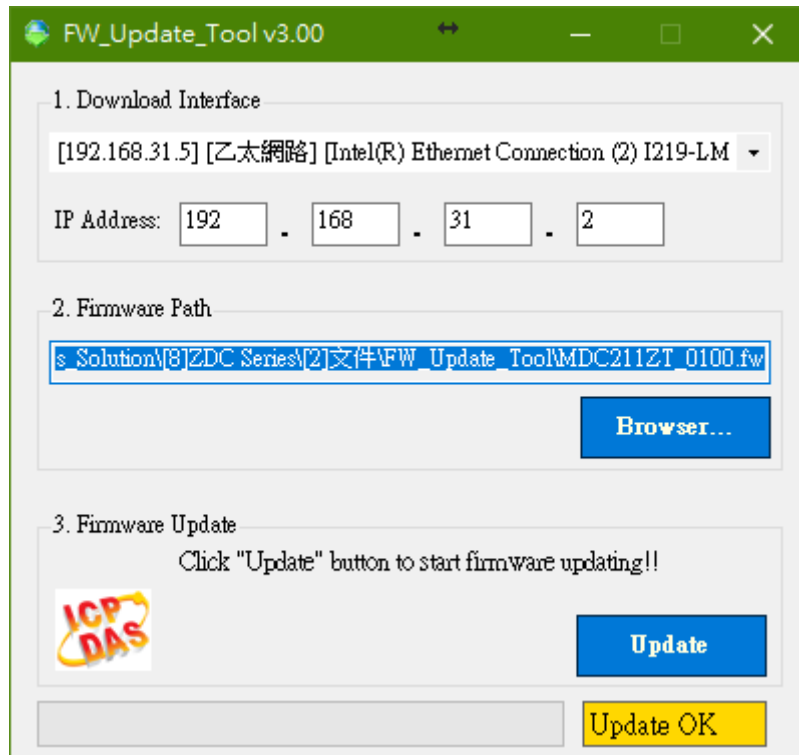 FW_Update_Tool v3.00
1. Download Interface
[192.168.31.5] [乙太網路] [Intel(R) Ethernet Connection (2) I219-LM
IP Address: 192 . 168 . 31 . 2
2. Firmware Path
s_Solution\[8]ZDC Series\[2]文件\FW_Update_Tool\MDC211ZT_0100.fw
Browser...
3. Firmware Update
Click "Update" button to start firmware updating!!
ICP
DAS
Update
Update OK